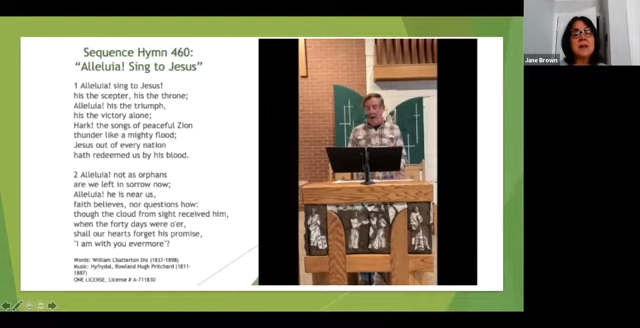 Sequence Hymn 460:
“Alleluia! Sing to Jesus”
1 Alleluia! sing to Jesus!
his the scepter, his the throne;
Alleluia! his the triumph,
his the victory alone;
Hark! the songs of peaceful Zion
thunder like a mighty flood;
Jesus out of every nation
hath redeemed us by his blood.
2 Alleluia! not as orphans
are we left in sorrow now;
Alleluia! he is near us,
faith believes, nor questions how:
though the cloud from sight received him,
when the forty days were o'er,
shall our hearts forget his promise,
"I am with you evermore"?
Words: William Chatterton Dix (1837-1898)
Music: Hyfrydol, Rowland Hugh Pritchard (1811-
1887)
ONE LICENSE, License # A-711830
Jane Brown